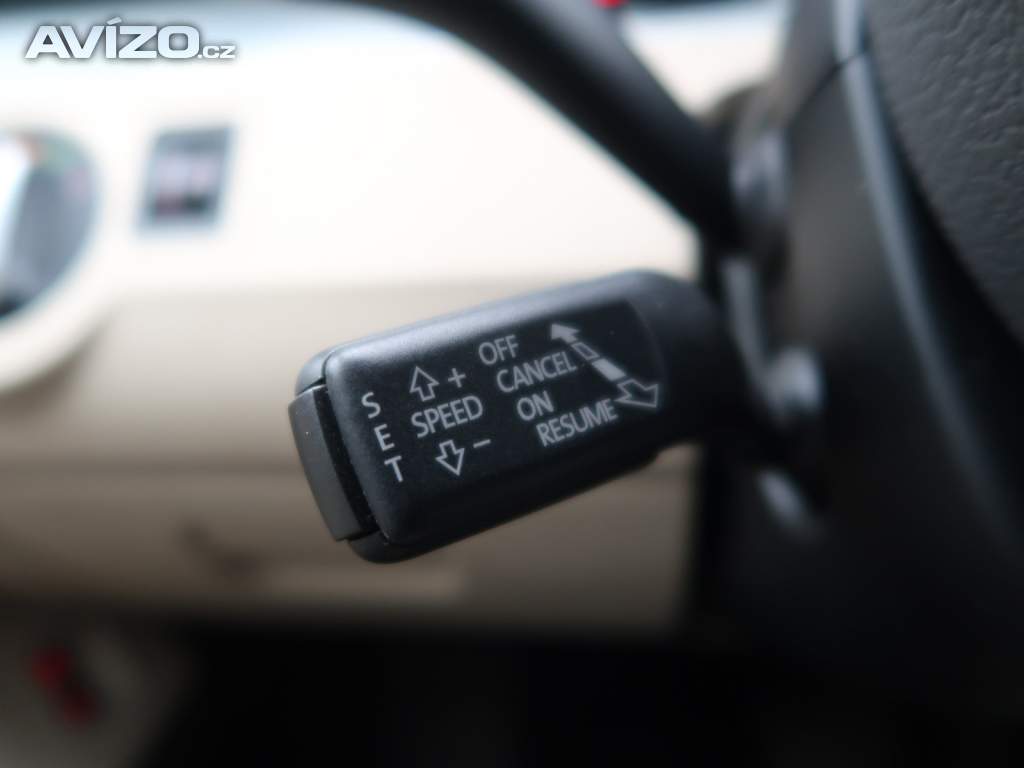 AVÍZO.cz
OFF
CANCEL
ON
RESUME
+
SPEED
-
SET